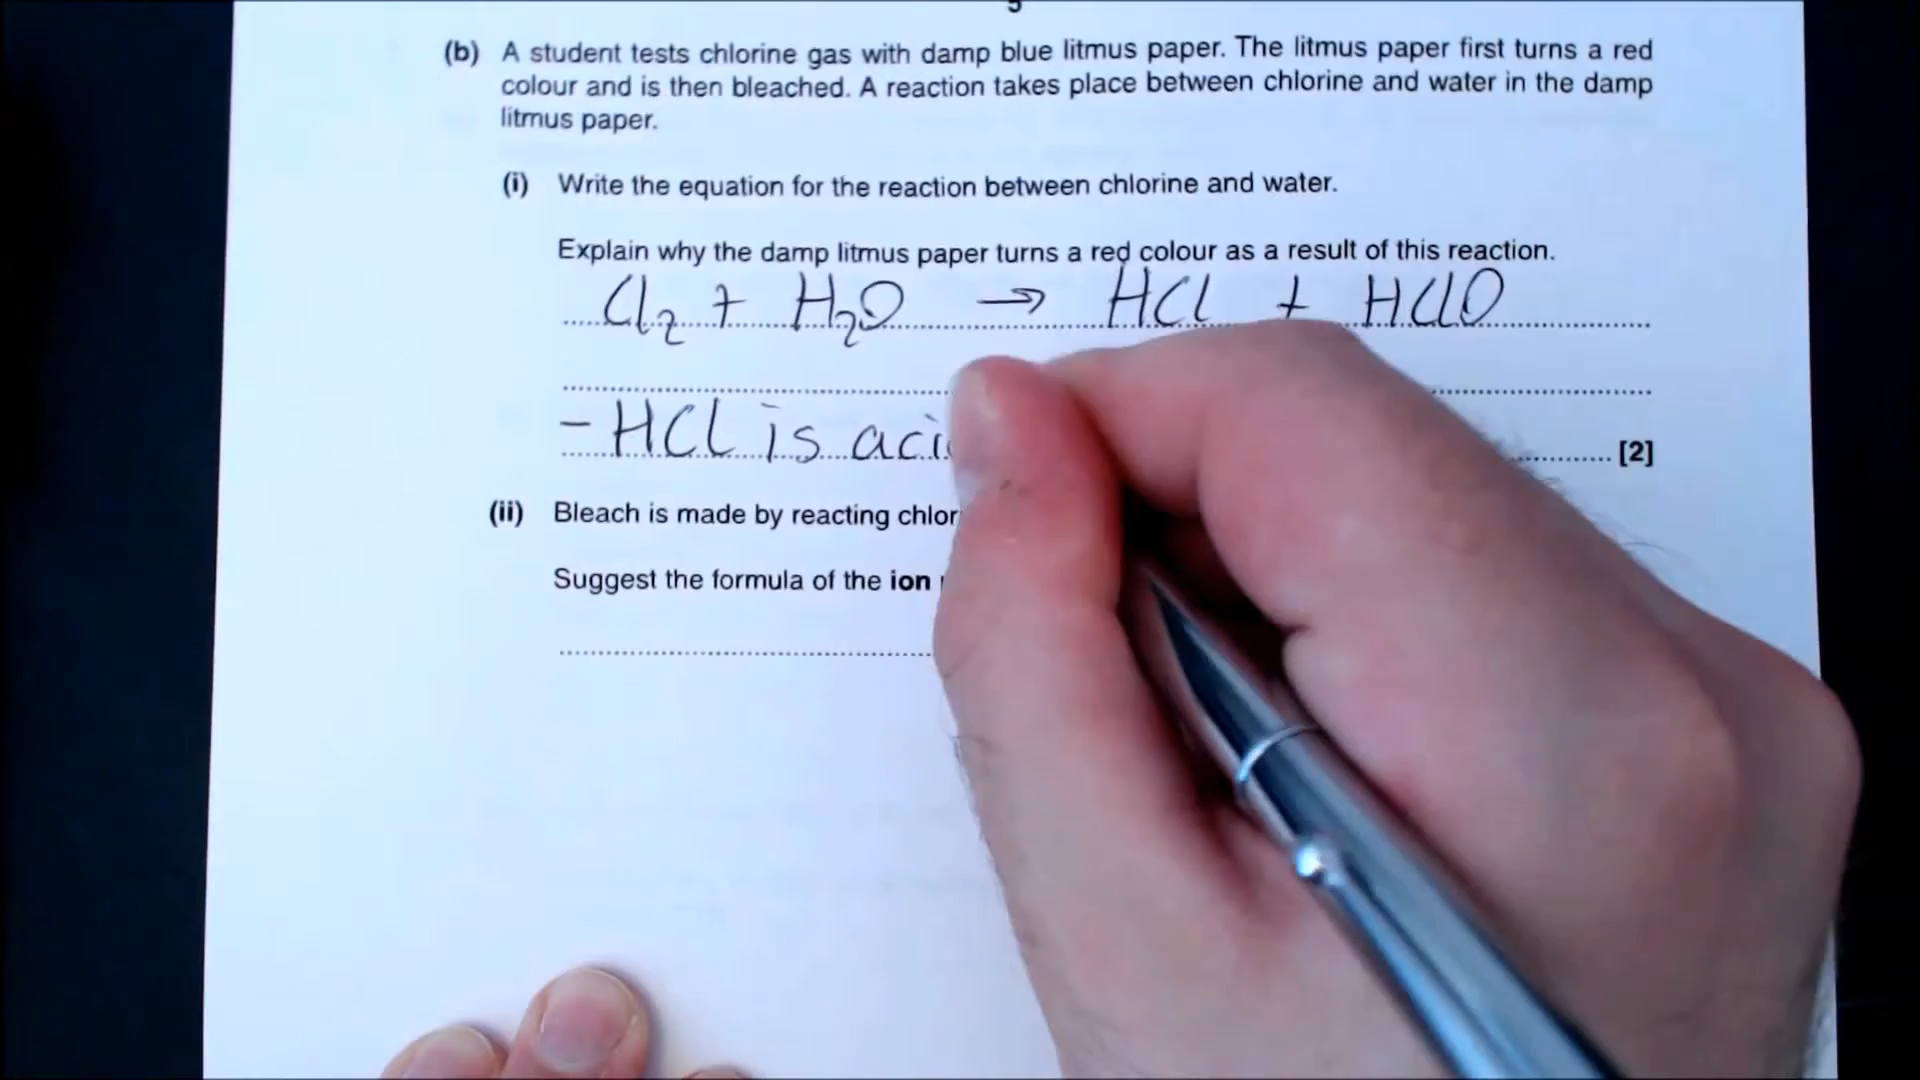 (b) A student tests chlorine gas with damp blue litmus paper. The litmus paper first turns a red
colour and is then bleached. A reaction takes place between chlorine and water in the damp
litmus paper.
(i) Write the equation for the reaction between chlorine and water.
Explain why the damp litmus paper turns a red colour as a result of this reaction.
Cl₂ + H₂O → HCl + HClO
- HCl is
[2]
(ii) Bleach is made by reacting
Suggest the formula of the ion